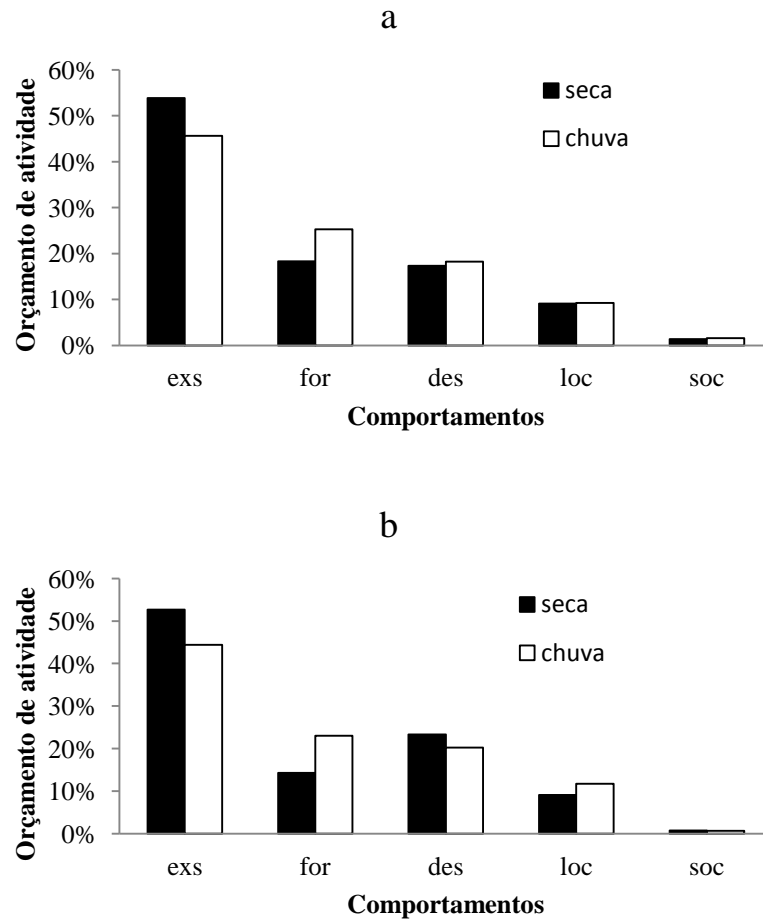 a
Orçamento de atividade
60%
50%
40%
30%
20%
10%
0%
seca
chuva
exs for des loc soc
Comportamentos
b
Orçamento de atividade
60%
50%
40%
30%
20%
10%
0%
seca
chuva
exs for des loc soc
Comportamentos